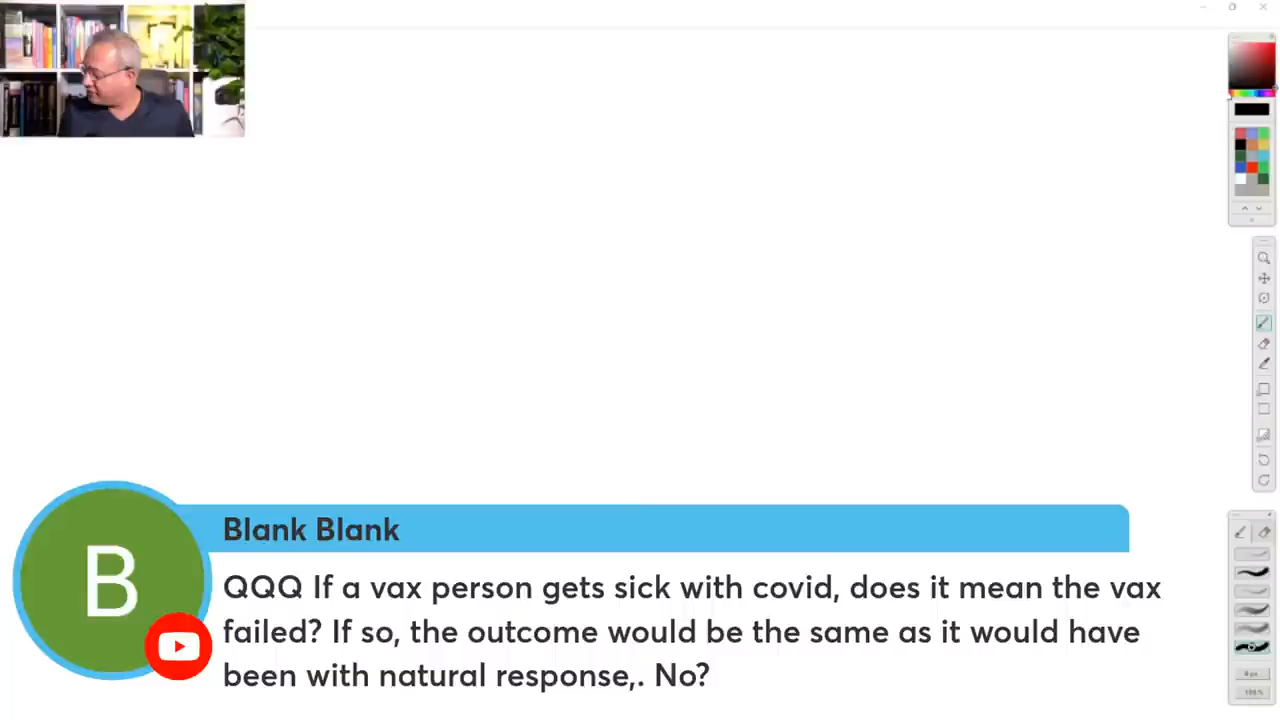 Blank Blank
B
QQQ If a vax person gets sick with covid, does it mean the vax
failed? If so, the outcome would be the same as it would have
been with natural response,. No?